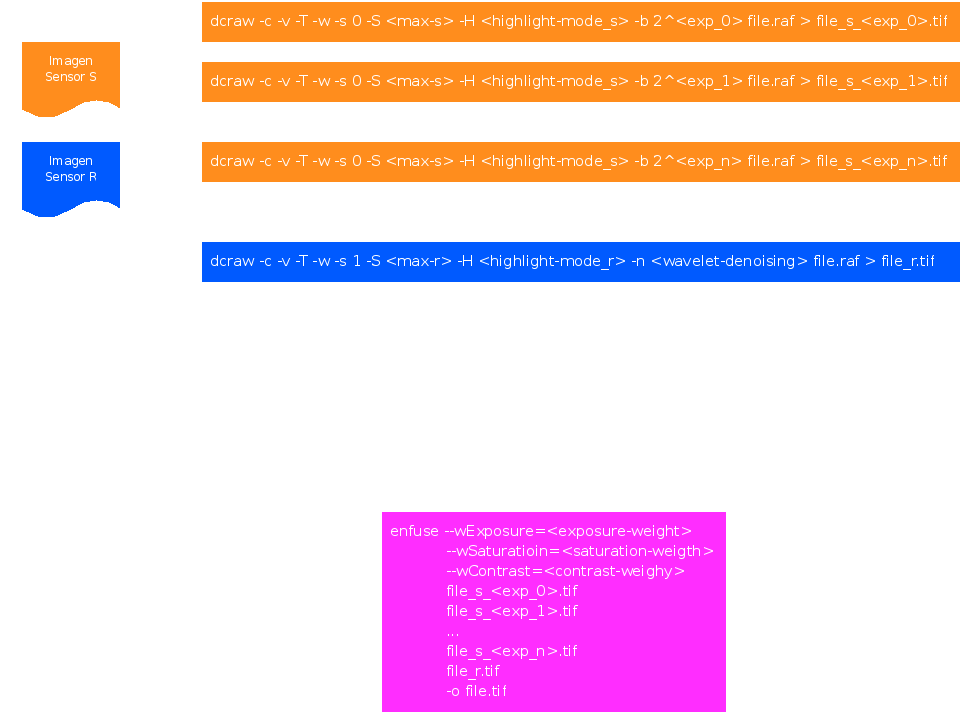 dcraw -c -v -T -w -s 0 -S <max-s> -H <highlight-mode_s> -b 2^<exp_0> file.raf > file_s_<exp_0>.tif
Imagen
Sensor S
dcraw -c -v -T -w -s 0 -S <max-s> -H <highlight-mode_s> -b 2^<exp_1> file.raf > file_s_<exp_1>.tif
Imagen
Sensor R
dcraw -c -v -T -w -s 0 -S <max-s> -H <highlight-mode_s> -b 2^<exp_n> file.raf > file_s_<exp_n>.tif
dcraw -c -v -T -w -s 1 -S <max-r> -H <highlight-mode_r> -n <wavelet-denoising> file.raf > file_r.tif
enfuse --wExposure=<exposure-weight>
--wSaturatioin=<saturation-weigth>
--wContrast=<contrast-weighy>
file_s_<exp_0>.tif
file_s_<exp_1>.tif
...
file_s_<exp_n>.tif
file_r.tif
-o file.tif